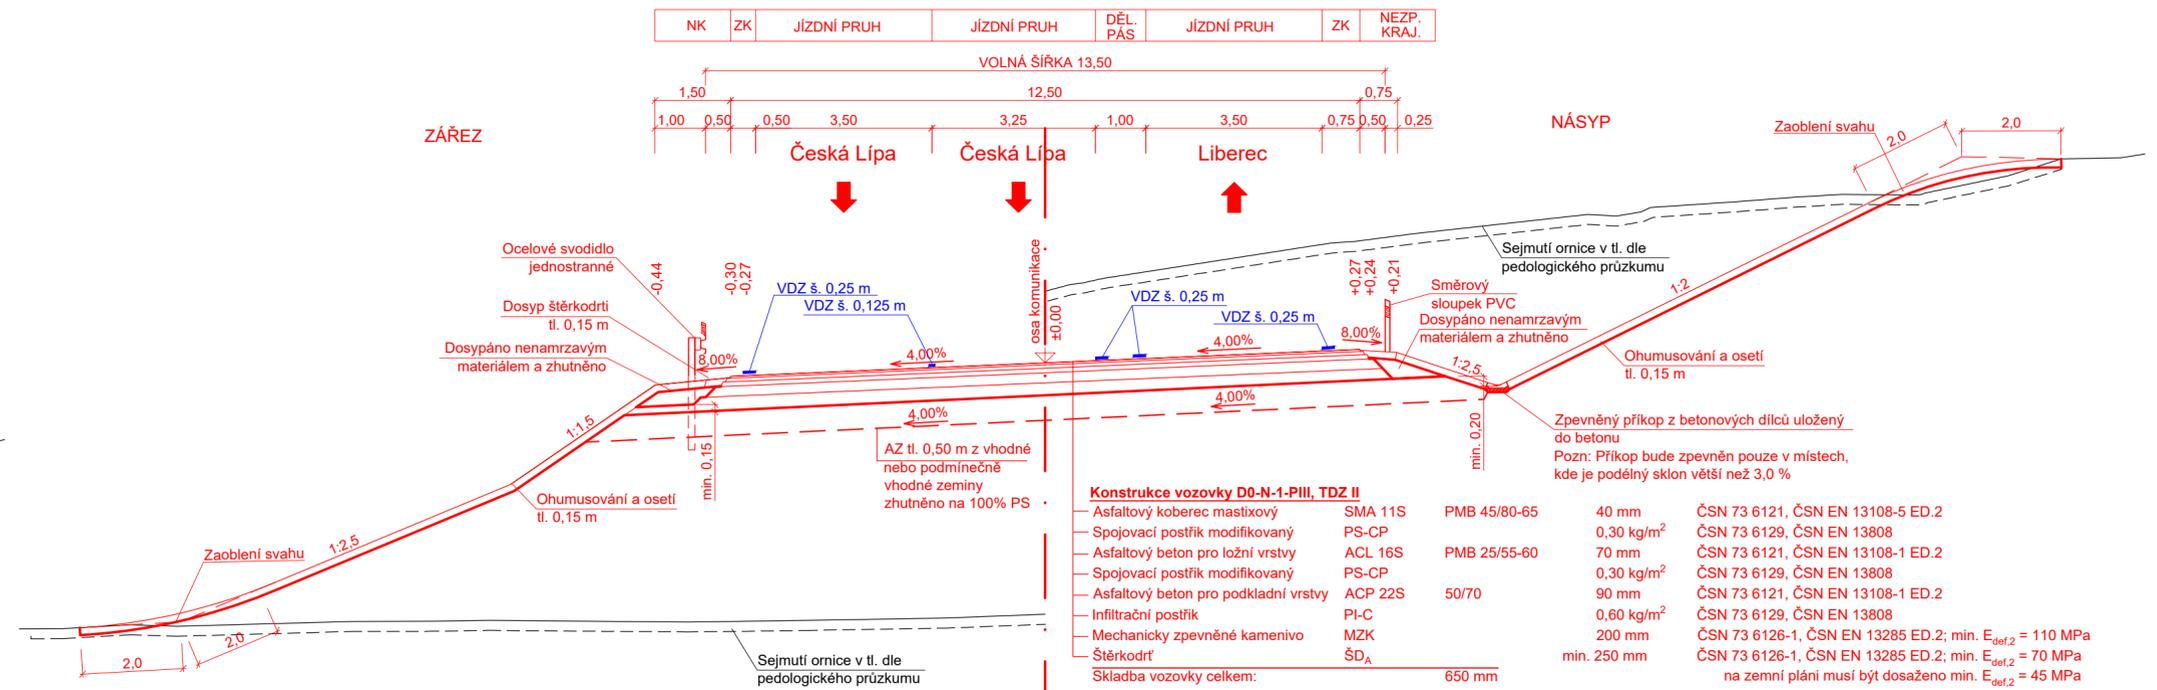 NK ZK JÍZDNÍ PRUH JÍZDNÍ PRUH DĚL. PÁS JÍZDNÍ PRUH ZK NEZP. KRAJ.
VOLNÁ ŠÍŘKA 13,50
1,50 12,50 0,75
1,00 0,50 0,50 3,50 3,25 1,00 3,50 0,75 0,50 0,25
ZÁŘEZ
NÁSYP
Česká Lípa Česká Lípa Liberec
Zaoblení svahu
2,0
2,0
Ocelové svodidlo
jednostranné
-0,44
-0,30
-0,27
Dosyp štěrkodrti
tl. 0,15 m
Dosypáno nenamrzavým
materiálem a zhutněno
VDZ š. 0,25 m
VDZ š. 0,125 m
osa komunikace
±0,00
VDZ š. 0,25 m
VDZ š. 0,25 m
+0,27
+0,24
+0,21
Směrový
sloupek PVC
Dosypáno nenamrzavým
materiálem a zhutněno
Sejmutí ornice v tl. dle
pedologického průzkumu
1:2
8,00%
4,00%
4,00%
8,00%
1:2,5
Ohumusování a osetí
tl. 0,15 m
4,00%
4,00%
1:1,5
min. 0,15
min. 0,20
AZ tl. 0,50 m z vhodné
nebo podmínečně
vhodné zeminy
zhutněno na 100% PS
Zpevněný příkop z betonových dílců uložený
do betonu
Pozn: Příkop bude zpevněn pouze v místech,
kde je podélný sklon větší než 3,0 %
Ohumusování a osetí
tl. 0,15 m
1:2,5
Zaoblení svahu
2,0
2,0
Sejmutí ornice v tl. dle
pedologického průzkumu
Konstrukce vozovky D0-N-1-PIII, TDZ II
Asfaltový koberec mastixový SMA 11S PMB 45/80-65 40 mm ČSN 73 6121, ČSN EN 13108-5 ED.2
Spojovací postřik modifikovaný PS-CP 0,30 kg/m² ČSN 73 6129, ČSN EN 13808
Asfaltový beton pro ložní vrstvy ACL 16S PMB 25/55-60 70 mm ČSN 73 6121, ČSN EN 13108-1 ED.2
Spojovací postřik modifikovaný PS-CP 0,30 kg/m² ČSN 73 6129, ČSN EN 13808
Asfaltový beton pro podkladní vrstvy ACP 22S 50/70 90 mm ČSN 73 6121, ČSN EN 13108-1 ED.2
Infiltrační postřik PI-C 0,60 kg/m² ČSN 73 6129, ČSN EN 13808
Mechanicky zpevněné kamenivo MZK 200 mm ČSN 73 6126-1, ČSN EN 13285 ED.2; min. Edef,2 = 110 MPa
Štěrkodrť ŠDA min. 250 mm ČSN 73 6126-1, ČSN EN 13285 ED.2; min. Edef,2 = 70 MPa
Skladba vozovky celkem: 650 mm na zemní pláni musí být dosaženo min. Edef,2 = 45 MPa